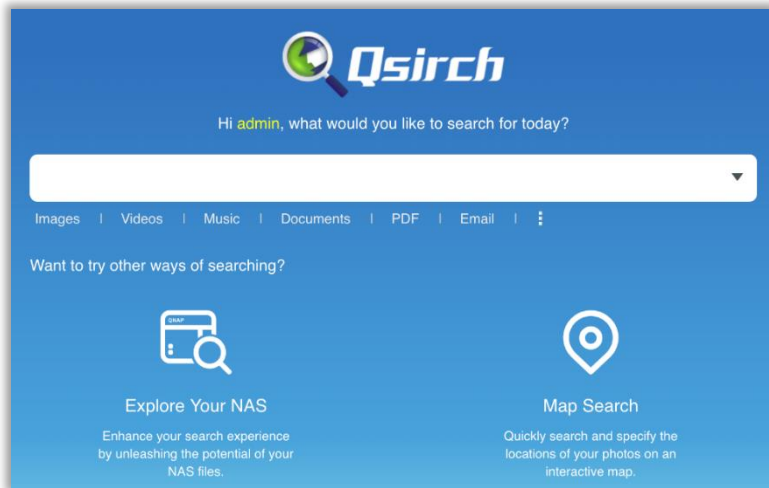 Qsirch
Hi admin, what would you like to search for today?
Images | Videos | Music | Documents | PDF | Email |
Want to try other ways of searching?
QNAP
Explore Your NAS
Enhance your search experience
by unleashing the potential of your
NAS files.
Map Search
Quickly search and specify the
locations of your photos on an
interactive map.